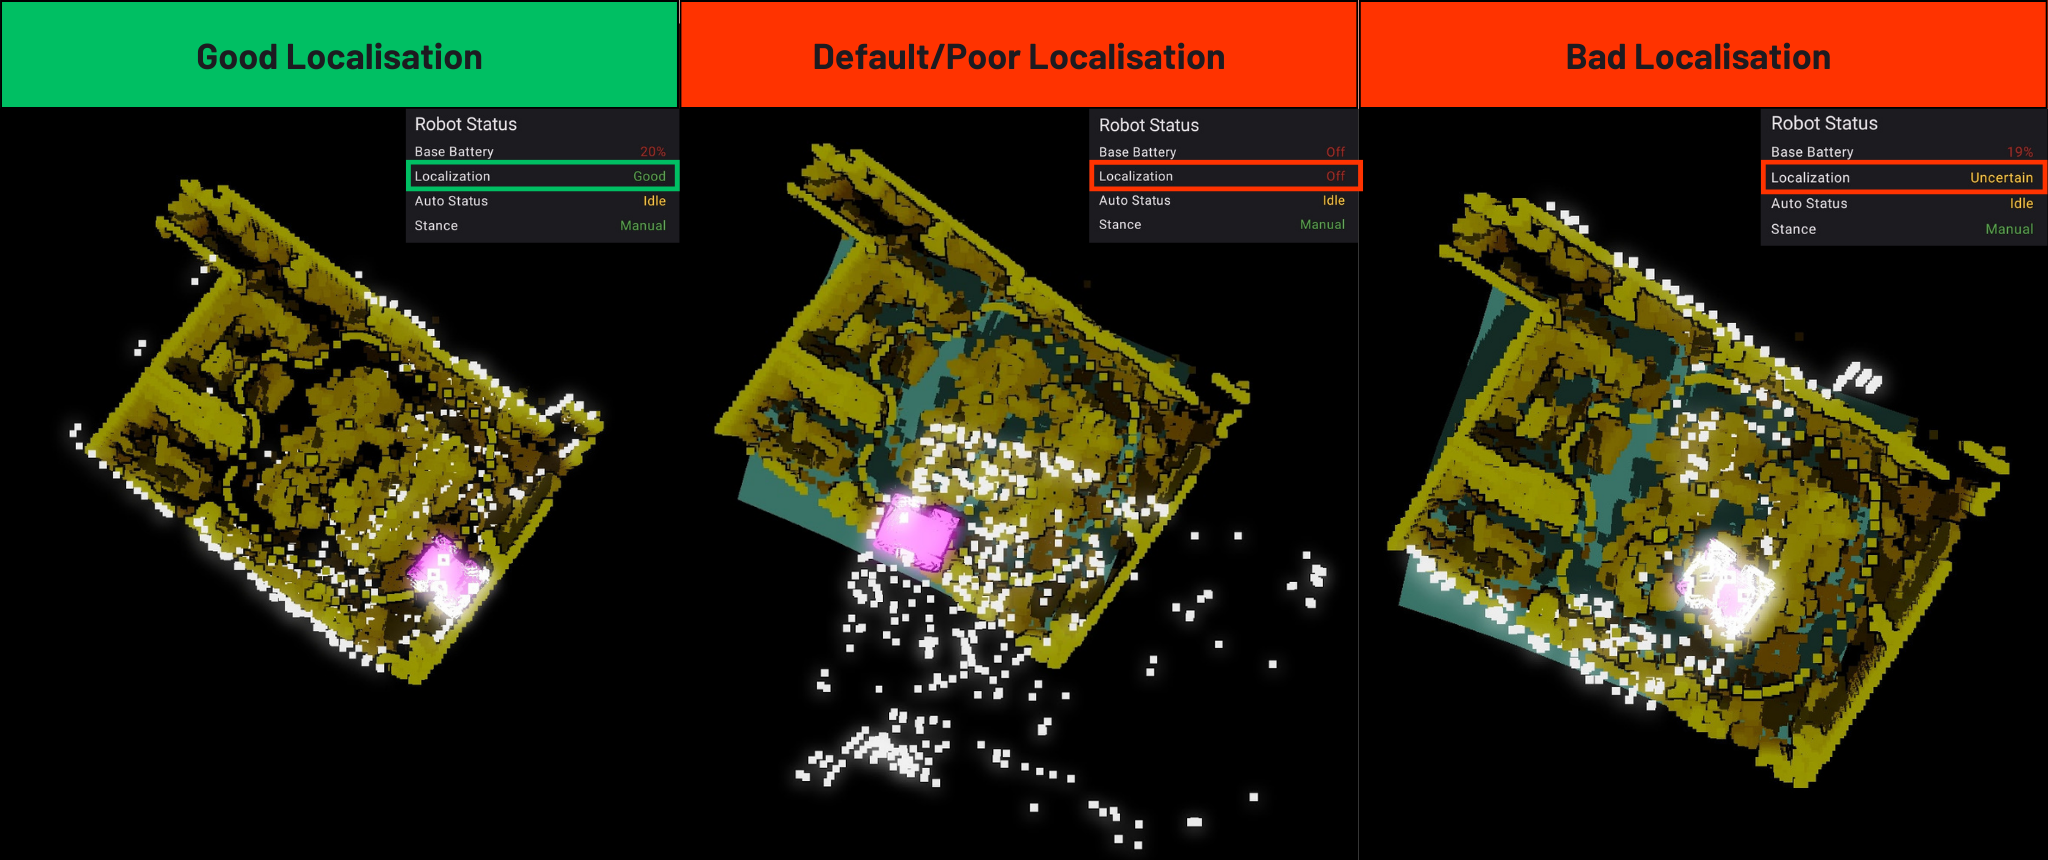 Good Localisation
Robot Status
Base Battery 20%
Localization Good
Auto Status Idle
Stance Manual
Default/Poor Localisation
Robot Status
Base Battery Off
Localization Off
Auto Status Idle
Stance Manual
Bad Localisation
Robot Status
Base Battery 19%
Localization Uncertain
Auto Status Idle
Stance Manual